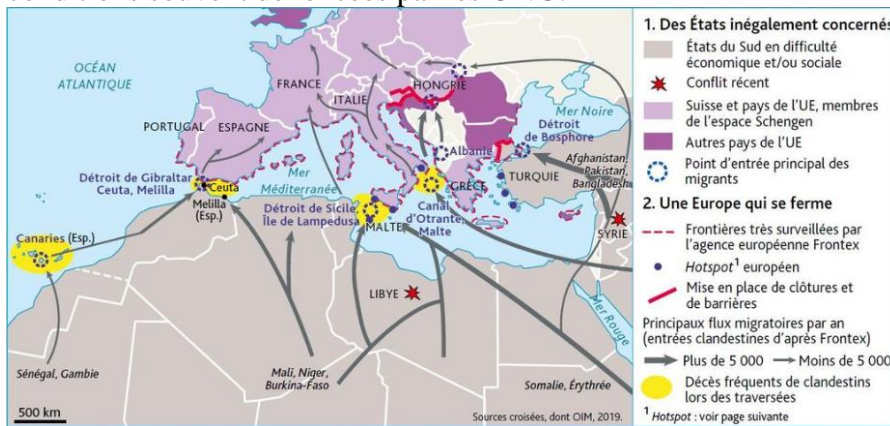 OCÉAN
ATLANTIQUE
FRANCE
HONGRIE
ITALIE
PORTUGAL
ESPAGNE
Mer Noire
Détroit
de Bosphore
Albanie
Détroit de Gibraltar
Ceuta, Melilla
Ceuta
Mer
Méditerranée
Melilla
(Esp.)
Détroit de Sicile
Île de Lampedusa
MALTE
Canal
d'Otrante,
Malte
GRÈCE
TURQUIE
Afghanistan,
Pakistan,
Bangladesh
SYRIE
Canaries (Esp.)
LIBYE
Mer Rouge
Sénégal, Gambie
Mali, Niger,
Burkina-Faso
Somalie, Érythrée
500 km
Sources croisées, dont OIM, 2019.
1. Des États inégalement concernés
États du Sud en difficulté
économique et/ou sociale
Conflit récent
Suisse et pays de l'UE, membres
de l'espace Schengen
Autres pays de l'UE
Point d'entrée principal des
migrants
2. Une Europe qui se ferme
Frontières très surveillées par
l'agence européenne Frontex
Hotspot¹ européen
Mise en place de clôtures et
de barrières
Principaux flux migratoires par an
(entrées clandestines d'après Frontex)
Plus de 5 000
Moins de 5 000
Décès fréquents de clandestins
lors des traversées
¹ Hotspot : voir page suivante